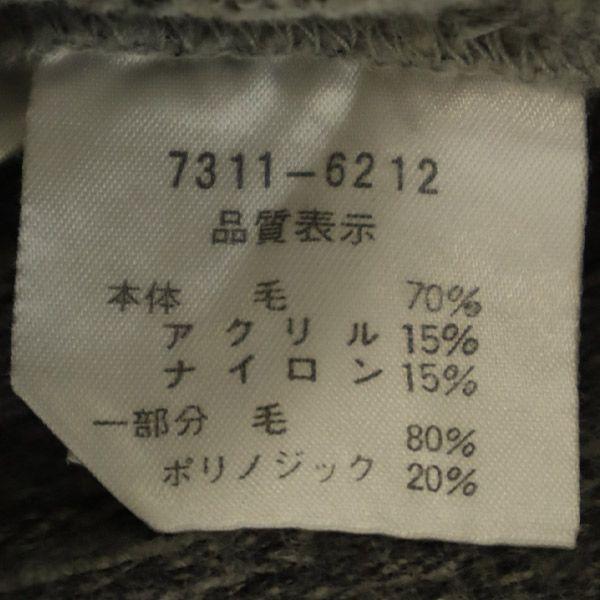 7311-6212
品質表示
本体 毛 70%
アクリル 15%
ナイロン 15%
一部分 毛 80%
ポリノジック 20%